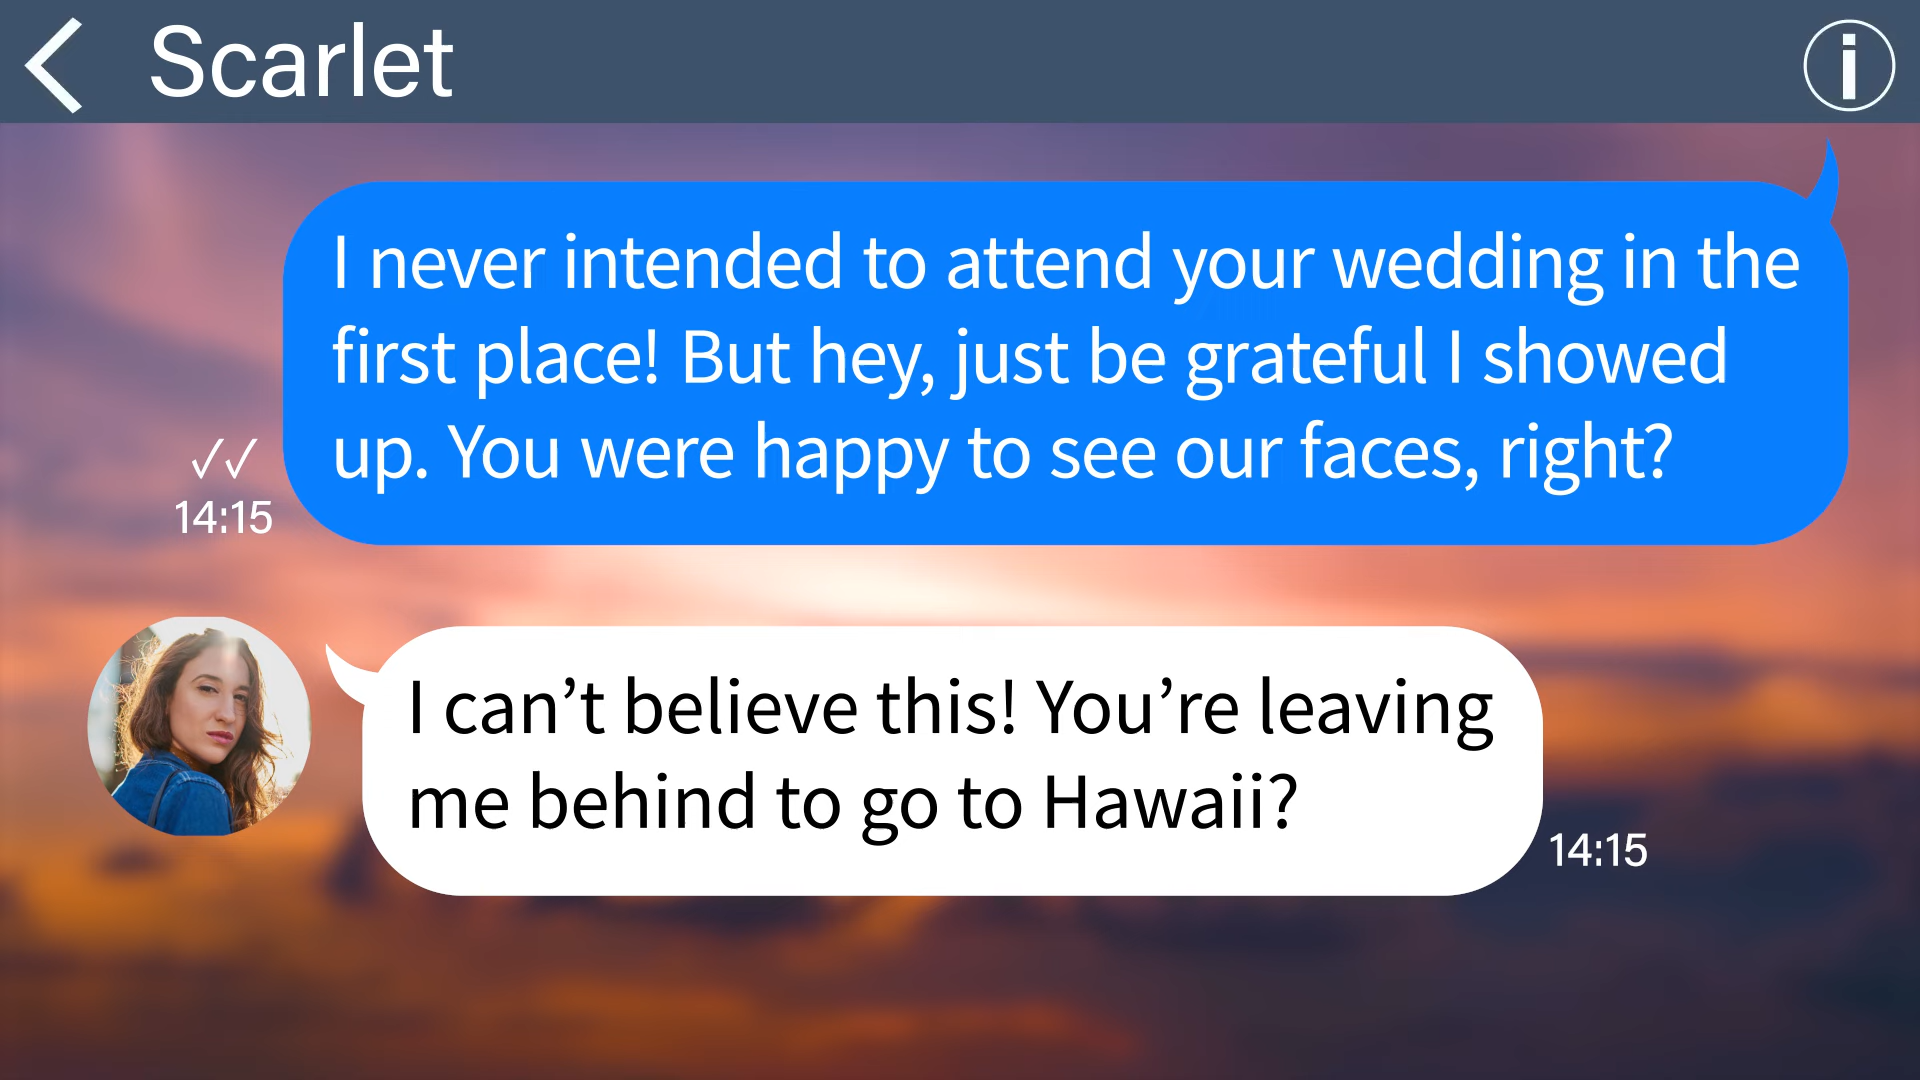 Scarlet
I never intended to attend your wedding in the
first place! But hey, just be grateful I showed
up. You were happy to see our faces, right?
14:15
I can’t believe this! You’re leaving
me behind to go to Hawaii?
14:15